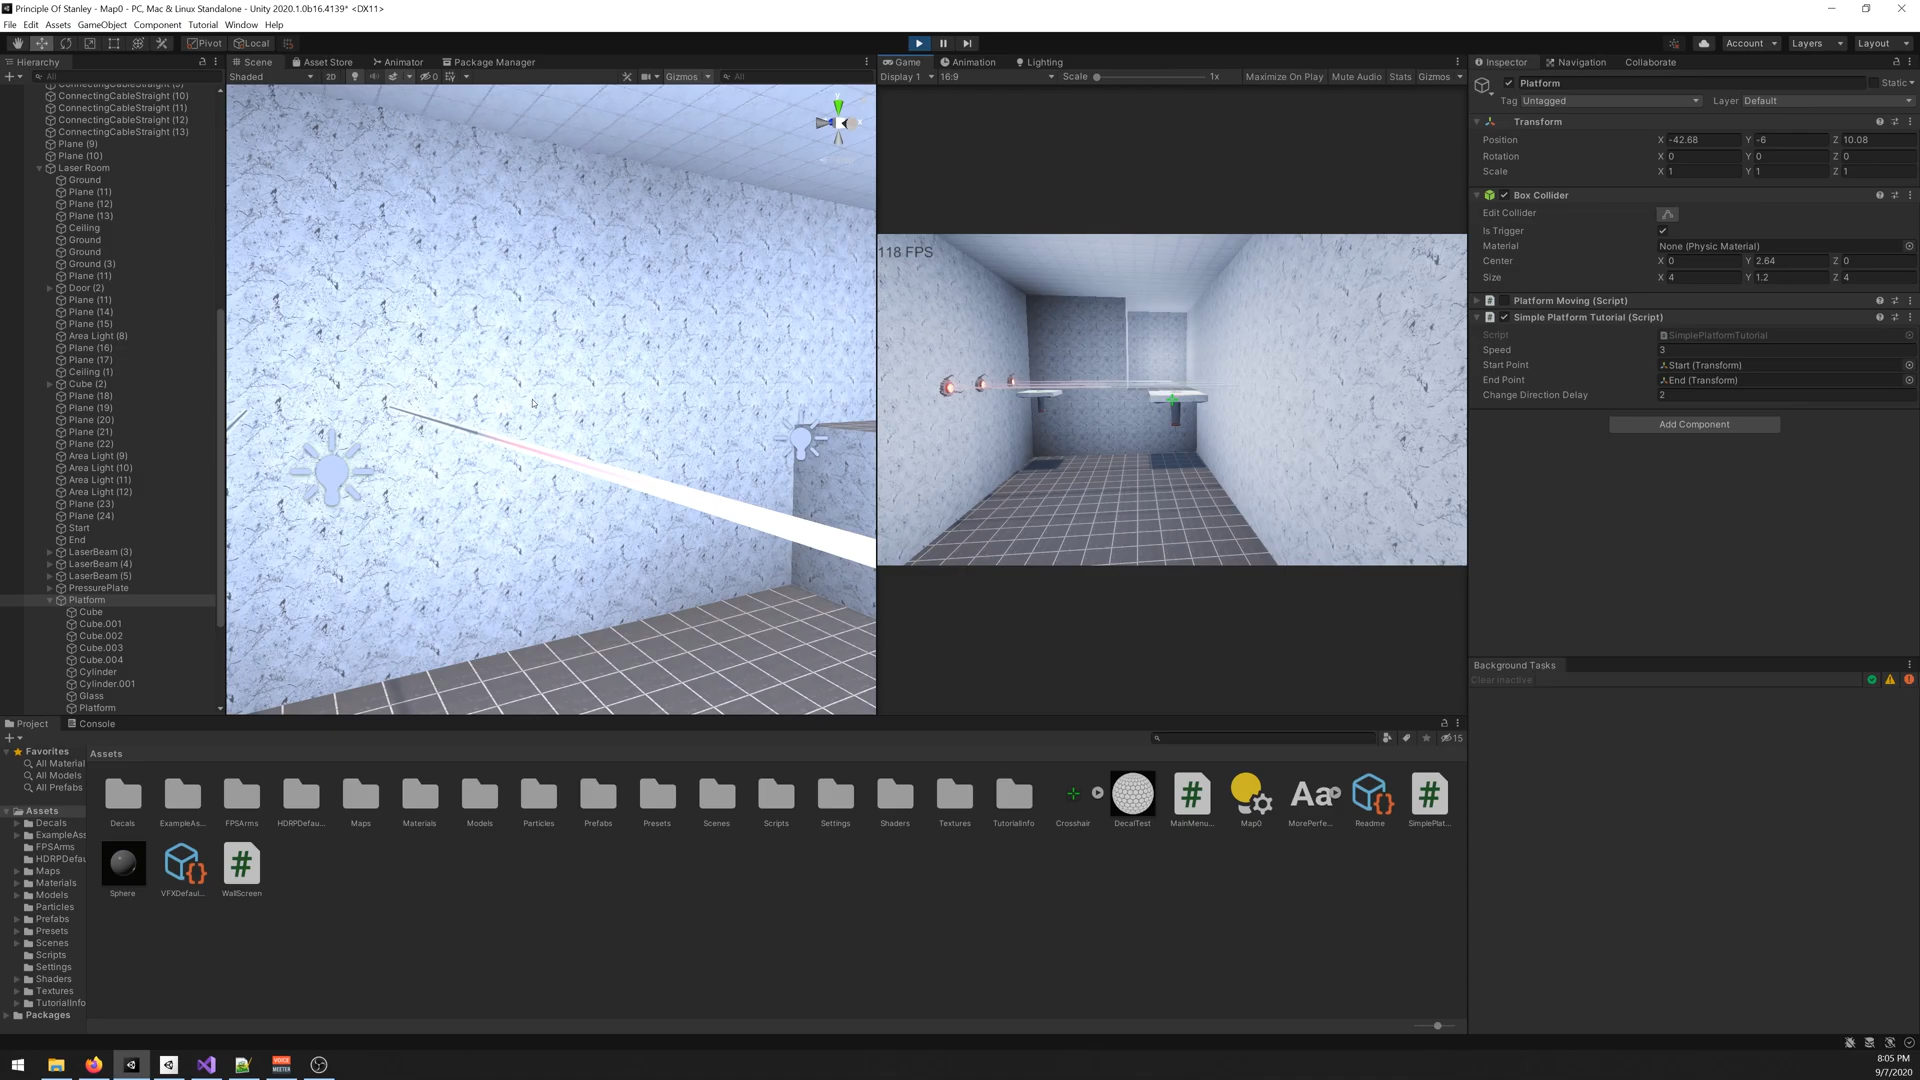 Principle Of Stanley - Map0 - PC, Mac & Linux Standalone - Unity 2020.1.0b16.4139* <DX11>
File Edit Assets GameObject Component Tutorial Window Help
Pivot Local
Account Layers Layout
Hierarchy
All
ConnectingCableStraight (10)
ConnectingCableStraight (11)
ConnectingCableStraight (12)
ConnectingCableStraight (13)
Plane (9)
Plane (10)
Laser Room
Ground
Plane (11)
Plane (12)
Plane (13)
Ceiling
Ground
Ground
Ground (3)
Plane (11)
Door (2)
Plane (11)
Plane (14)
Plane (15)
Area Light (8)
Plane (16)
Plane (17)
Ceiling (1)
Cube (2)
Plane (18)
Plane (19)
Plane (20)
Plane (21)
Plane (22)
Area Light (9)
Area Light (10)
Area Light (11)
Area Light (12)
Plane (23)
Plane (24)
Start
End
LaserBeam (3)
LaserBeam (4)
LaserBeam (5)
PressurePlate
Platform
Cube
Cube.001
Cube.002
Cube.003
Cube.004
Cylinder
Cylinder.001
Glass
Platform
Scene Asset Store Animator Package Manager
Shaded 2D 0 Gizmos All
Game Animation Lighting
Display 1 16:9 Scale 1x Maximize On Play Mute Audio Stats Gizmos
118 FPS
Inspector Navigation Collaborate
Platform Static
Tag Untagged Layer Default
Transform
Position X -42.68 Y -6 Z 10.08
Rotation X 0 Y 0 Z 0
Scale X 1 Y 1 Z 1
Box Collider
Edit Collider
Is Trigger
Material None (Physic Material)
Center X 0 Y 2.64 Z 0
Size X 4 Y 1.2 Z 4
Platform Moving (Script)
Simple Platform Tutorial (Script)
Script SimplePlatformTutorial
Speed 3
Start Point Start (Transform)
End Point End (Transform)
Change Direction Delay 2
Add Component
Background Tasks
Clear Inactive
Project Console
15
Favorites
All Material
All Models
All Prefabs
Assets
Decals
ExampleAss
FPSArms
HDRPDefau
Maps
Materials
Models
Particles
Prefabs
Presets
Scenes
Scripts
Settings
Shaders
Textures
TutorialInfo
Packages
Assets
Decals ExampleAs... FPSArms HDRPDefau... Maps Materials Models Particles Prefabs Presets Scenes Scripts Settings Shaders Textures TutorialInfo Crosshair DecalTest MainMenu... Map0 MorePerfe... Readme SimplePlat...
Sphere VFXDefaul... WallScreen
VOICE
MEETER
8:05 PM
9/7/2020